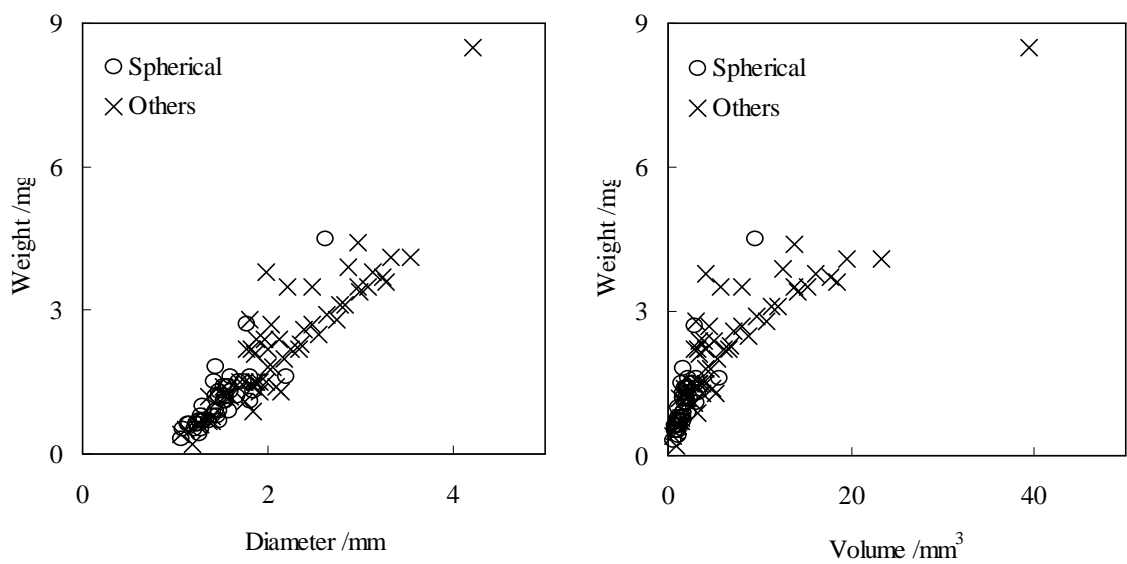 9
Spherical
Others
6
Weight /mg
3
0
0 2 4
Diameter /mm
9
Spherical
Others
6
Weight /mg
3
0
0 20 40
Volume /mm³